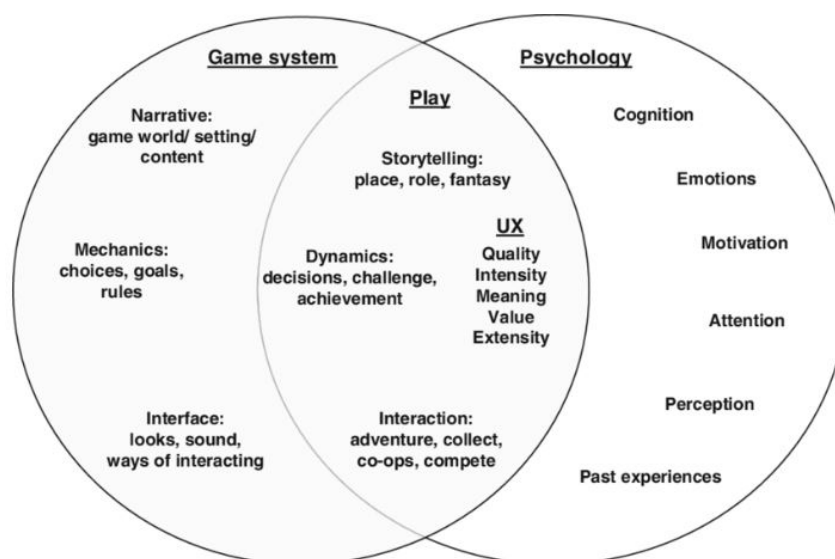 Game system
Narrative:
game world/ setting/
content
Mechanics:
choices, goals,
rules
Interface:
looks, sound,
ways of interacting
Play
Storytelling:
place, role, fantasy
Dynamics:
decisions, challenge,
achievement
UX
Quality
Intensity
Meaning
Value
Extensity
Interaction:
adventure, collect,
co-ops, compete
Psychology
Cognition
Emotions
Motivation
Attention
Perception
Past experiences